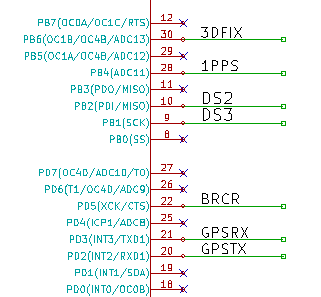 PB7(OC0A/OC1C/RTS) 12
PB6(OC1B/OC4B/ADC13) 30 3DFIX
PB5(OC1A/OC4B/ADC12) 29
PB4(ADC11) 28 1PPS
PB3(PDO/MISO) 11
PB2(PDI/MISO) 10 DS2
PB1(SCK) 9 DS3
PB0(SS) 8
PD7(OC4D/ADC10/T0) 27
PD6(T1/OC4D/ADC9) 26
PD5(XCK/CTS) 22 BRCR
PD4(ICP1/ADC8) 25
PD3(INT3/TXD1) 21 GPSRX
PD2(INT2/RXD1) 20 GPSTX
PD1(INT1/SDA) 19
PD0(INT0/OC0B) 18